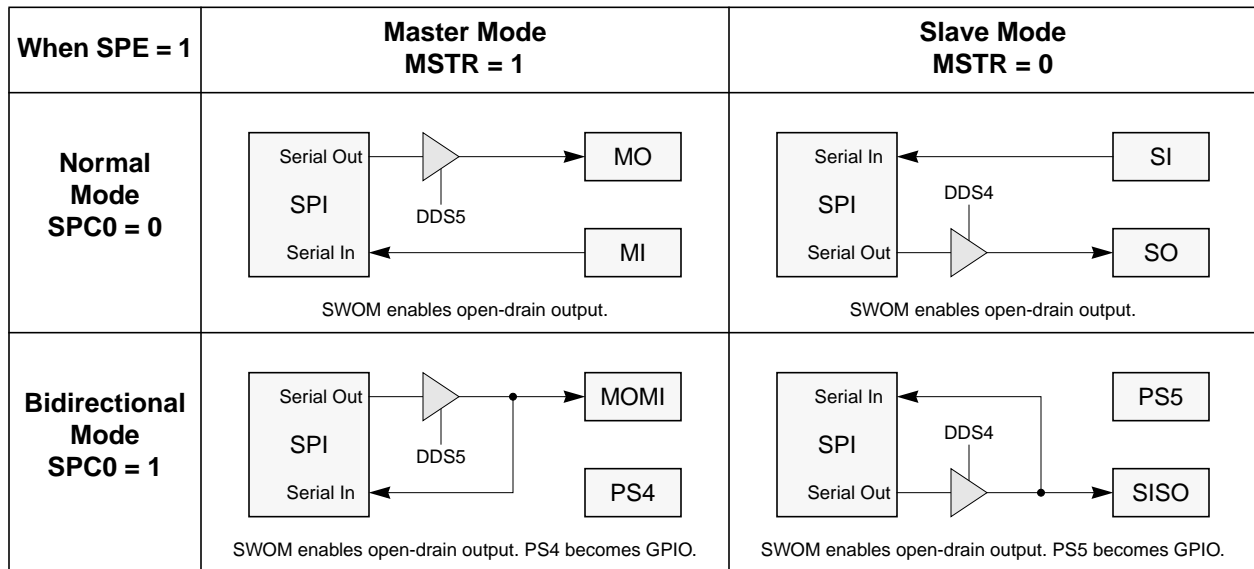 When SPE = 1
Master Mode
MSTR = 1
Slave Mode
MSTR = 0
Normal
Mode
SPC0 = 0
Serial Out
SPI
Serial In
DDS5
MO
MI
SWOM enables open-drain output.
Serial In
SPI
Serial Out
DDS4
SI
SO
SWOM enables open-drain output.
Bidirectional
Mode
SPC0 = 1
Serial Out
SPI
Serial In
DDS5
MOMI
PS4
SWOM enables open-drain output. PS4 becomes GPIO.
Serial In
SPI
Serial Out
DDS4
PS5
SISO
SWOM enables open-drain output. PS5 becomes GPIO.